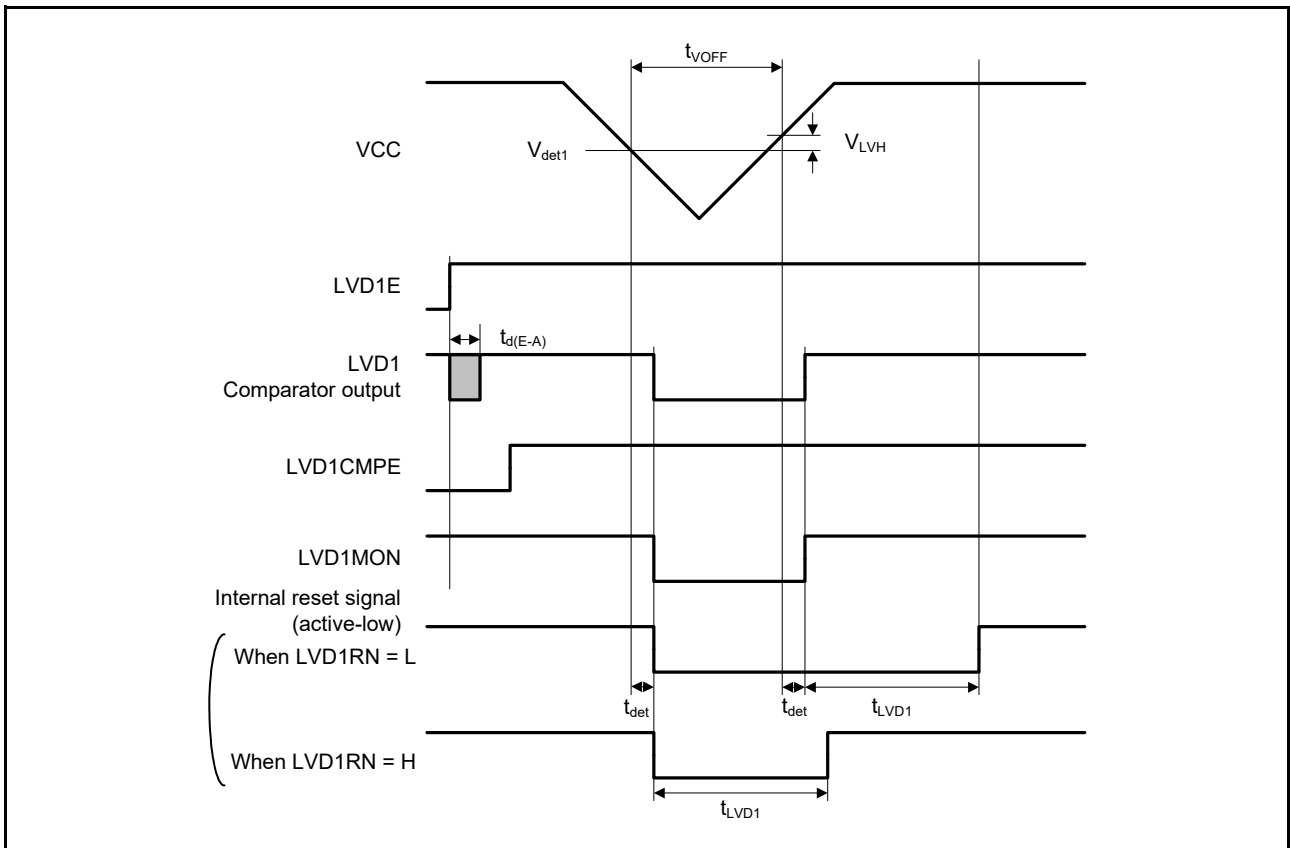 tVOFF
VCC
Vdet1
VLVH
LVD1E
td(E-A)
LVD1
Comparator output
LVD1CMPE
LVD1MON
Internal reset signal
(active-low)
When LVD1RN = L
tdet
tdet
tLVD1
When LVD1RN = H
tLVD1